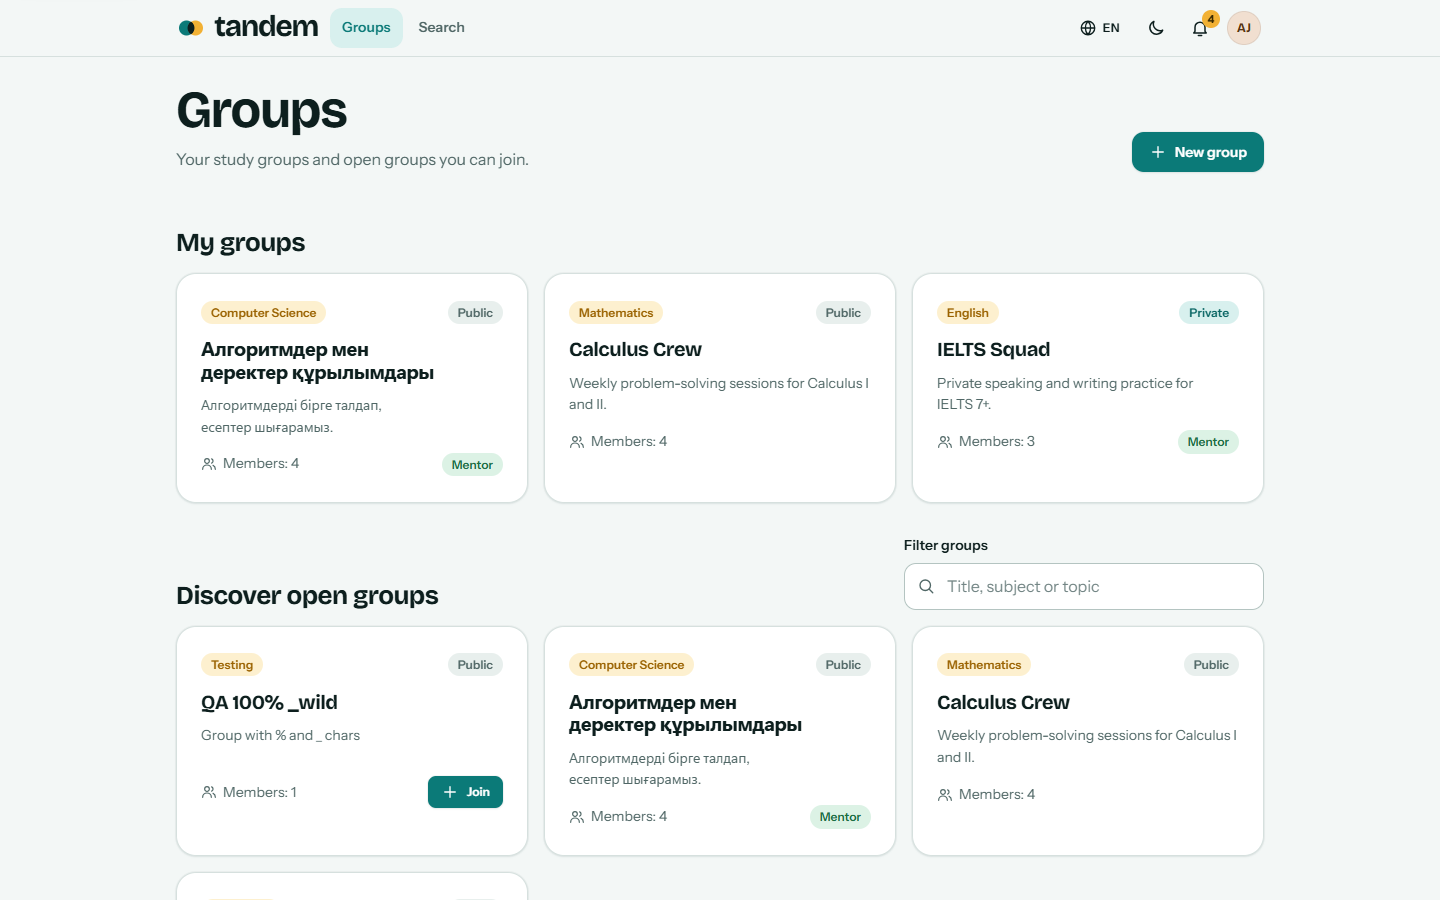 tandem
Groups
Search
EN
4
AJ
Groups
Your study groups and open groups you can join.
New group
My groups
Computer Science
Public
Алгоритмдер мен
деректер құрылымдары
Алгоритмдерді бірге талдап,
есептер шығарамыз.
Members: 4
Mentor
Mathematics
Public
Calculus Crew
Weekly problem-solving sessions for Calculus I
and II.
Members: 4
English
Private
IELTS Squad
Private speaking and writing practice for
IELTS 7+.
Members: 3
Mentor
Filter groups
Title, subject or topic
Discover open groups
Testing
Public
QA 100% _wild
Group with % and _ chars
Members: 1
Join
Computer Science
Public
Алгоритмдер мен
деректер құрылымдары
Алгоритмдерді бірге талдап,
есептер шығарамыз.
Members: 4
Mentor
Mathematics
Public
Calculus Crew
Weekly problem-solving sessions for Calculus I
and II.
Members: 4